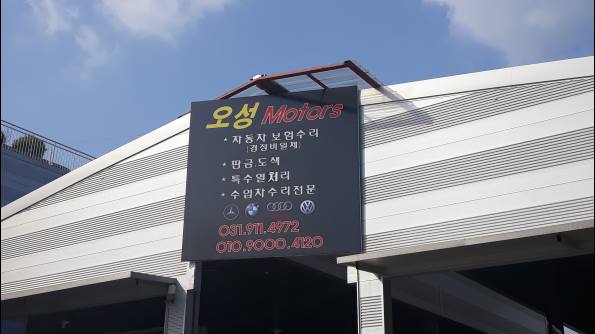 오성 Motors
* 자동차 보험수리
(경정비일체)
* 판금.도색
* 특수열처리
* 수입차수리전문
031.911.4972
010.9000.4120